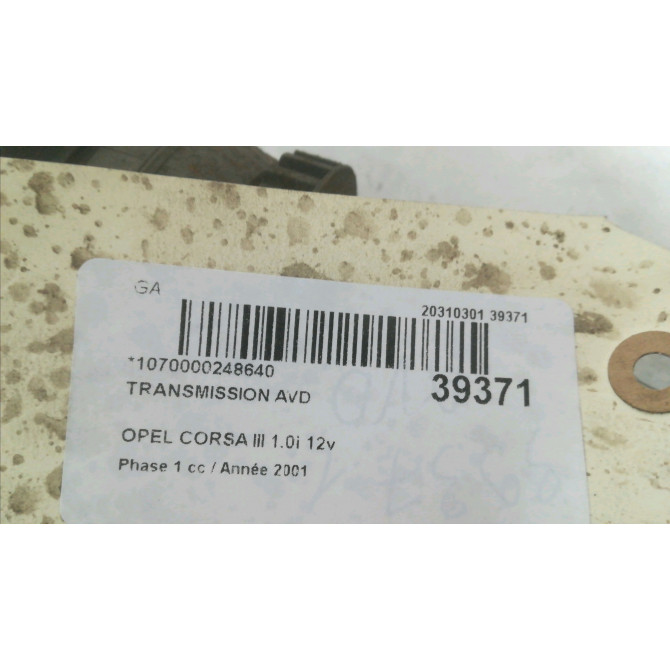 GA
20310301 39371
*1070000248640
39371
TRANSMISSION AVD
OPEL CORSA III 1.0i 12v
Phase 1 cc / Année 2001